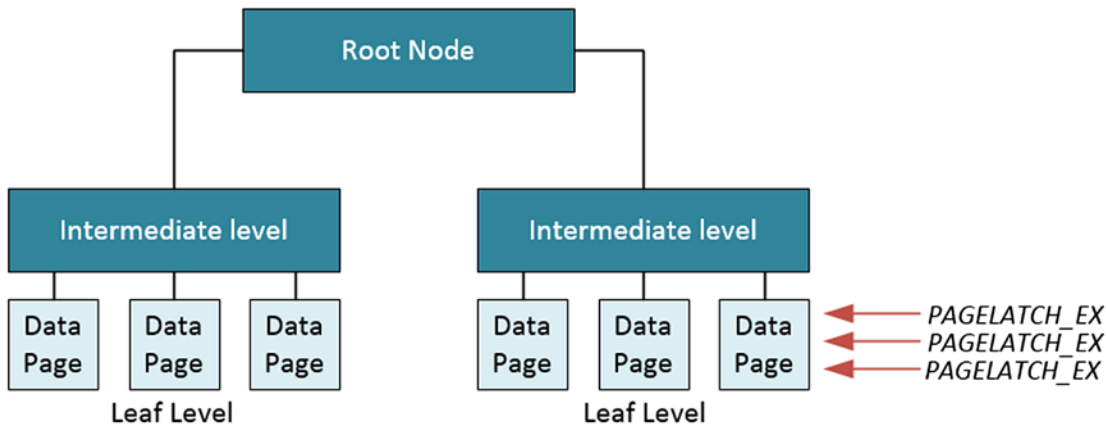 Root Node
Intermediate level
Intermediate level
Data
Page
Data
Page
Data
Page
Data
Page
Data
Page
Data
Page
PAGELATCH_EX
PAGELATCH_EX
PAGELATCH_EX
Leaf Level
Leaf Level